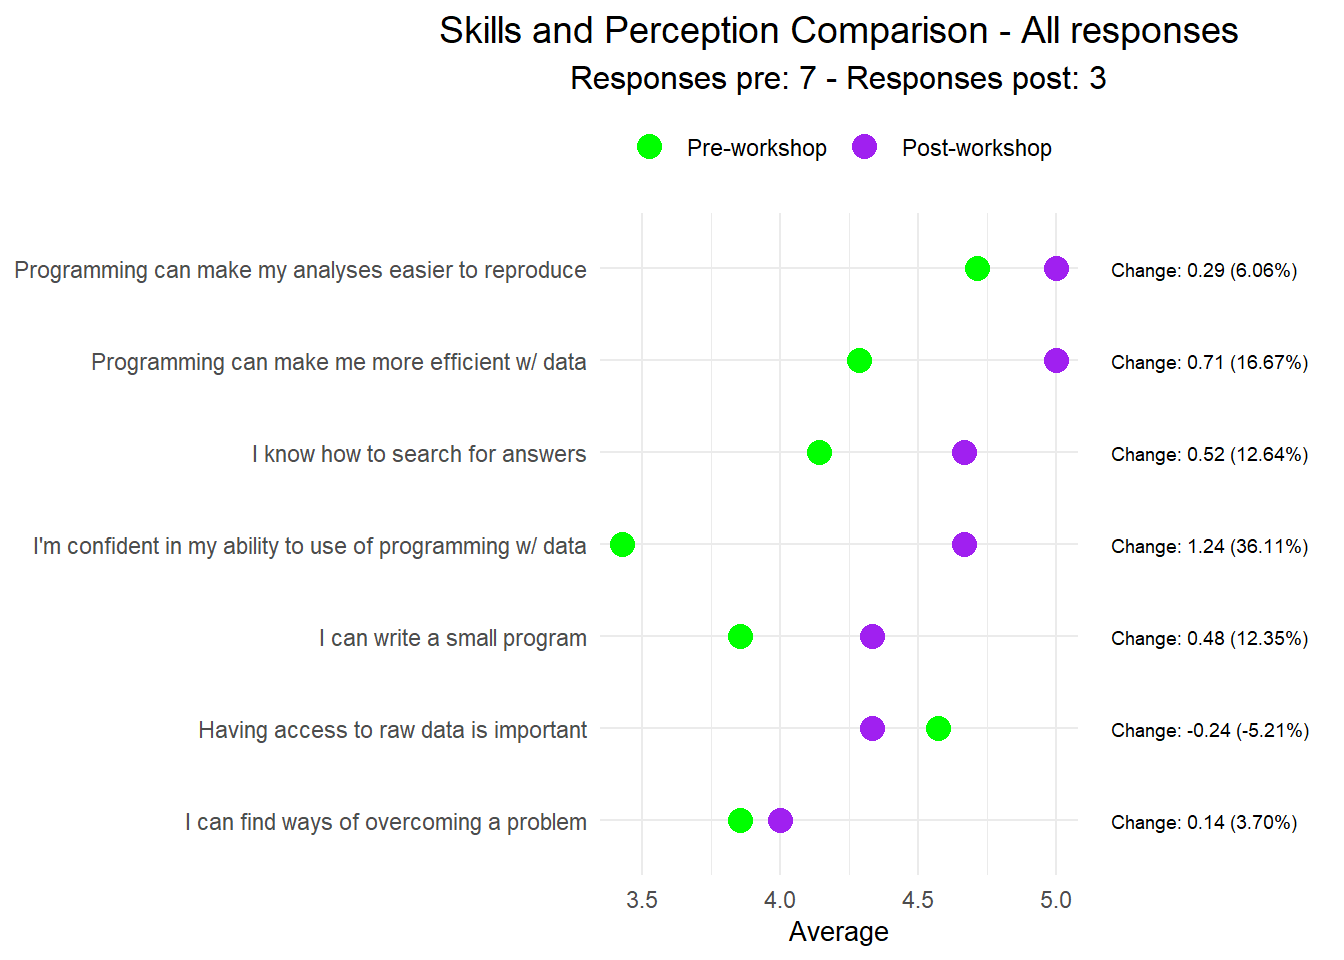 Skills and Perception Comparison - All responses
Responses pre: 7 - Responses post: 3
Pre-workshop
Post-workshop
Programming can make my analyses easier to reproduce
Change: 0.29 (6.06%)
Programming can make me more efficient w/ data
Change: 0.71 (16.67%)
I know how to search for answers
Change: 0.52 (12.64%)
I'm confident in my ability to use of programming w/ data
Change: 1.24 (36.11%)
I can write a small program
Change: 0.48 (12.35%)
Having access to raw data is important
Change: -0.24 (-5.21%)
I can find ways of overcoming a problem
Change: 0.14 (3.70%)
3.5 4.0 4.5 5.0
Average